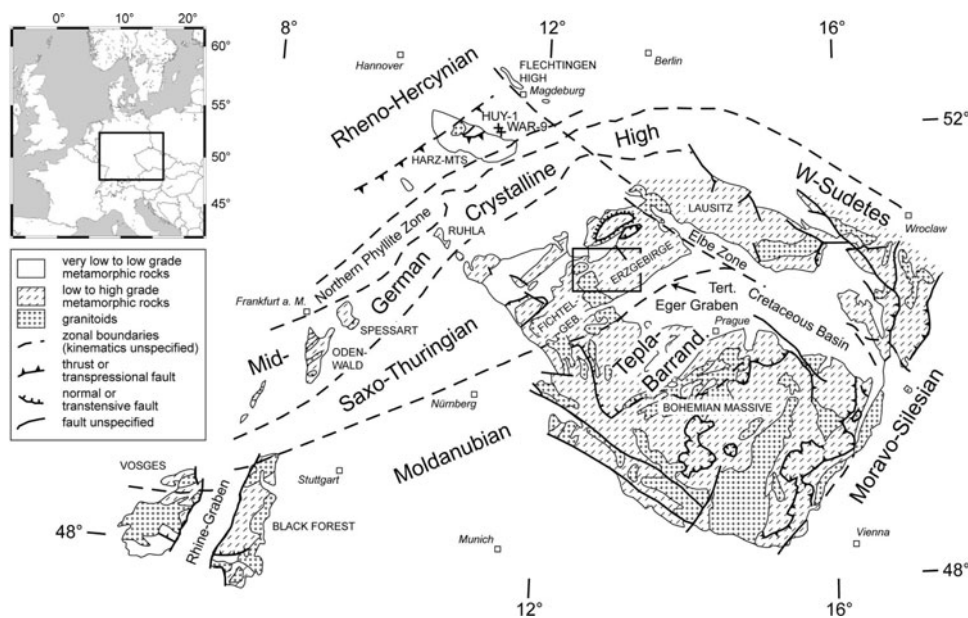 0°
10°
20°
60°
55°
50°
45°
8°
12°
16°
52°
Hannover
Berlin
FLECHTINGEN
HIGH
Magdeburg
Rheno-Hercynian
HUY-1
WAR-9
HARZ-MTS
High
Crystalline
German
Mid-
W-Sudetes
Wroclaw
LAUSITZ
Northern Phyllite Zone
RUHLA
Elbe Zone
ERZGEBIRGE
Tert.
Eger Graben
Cretaceous Basin
Frankfurt a. M.
SPESSART
ODEN-
WALD
FICHTEL-
GEB.
Prague
Tepla-
Barrand.
Saxo-Thuringian
Nürnberg
BOHEMIAN MASSIVE
Moldanubian
Moravo-Silesian
VOSGES
Stuttgart
Rhine-Graben
BLACK FOREST
48°
Munich
Vienna
48°
12°
16°
very low to low grade
metamorphic rocks
low to high grade
metamorphic rocks
granitoids
zonal boundaries
(kinematics unspecified)
thrust or
transpressional fault
normal or
transtensive fault
fault unspecified